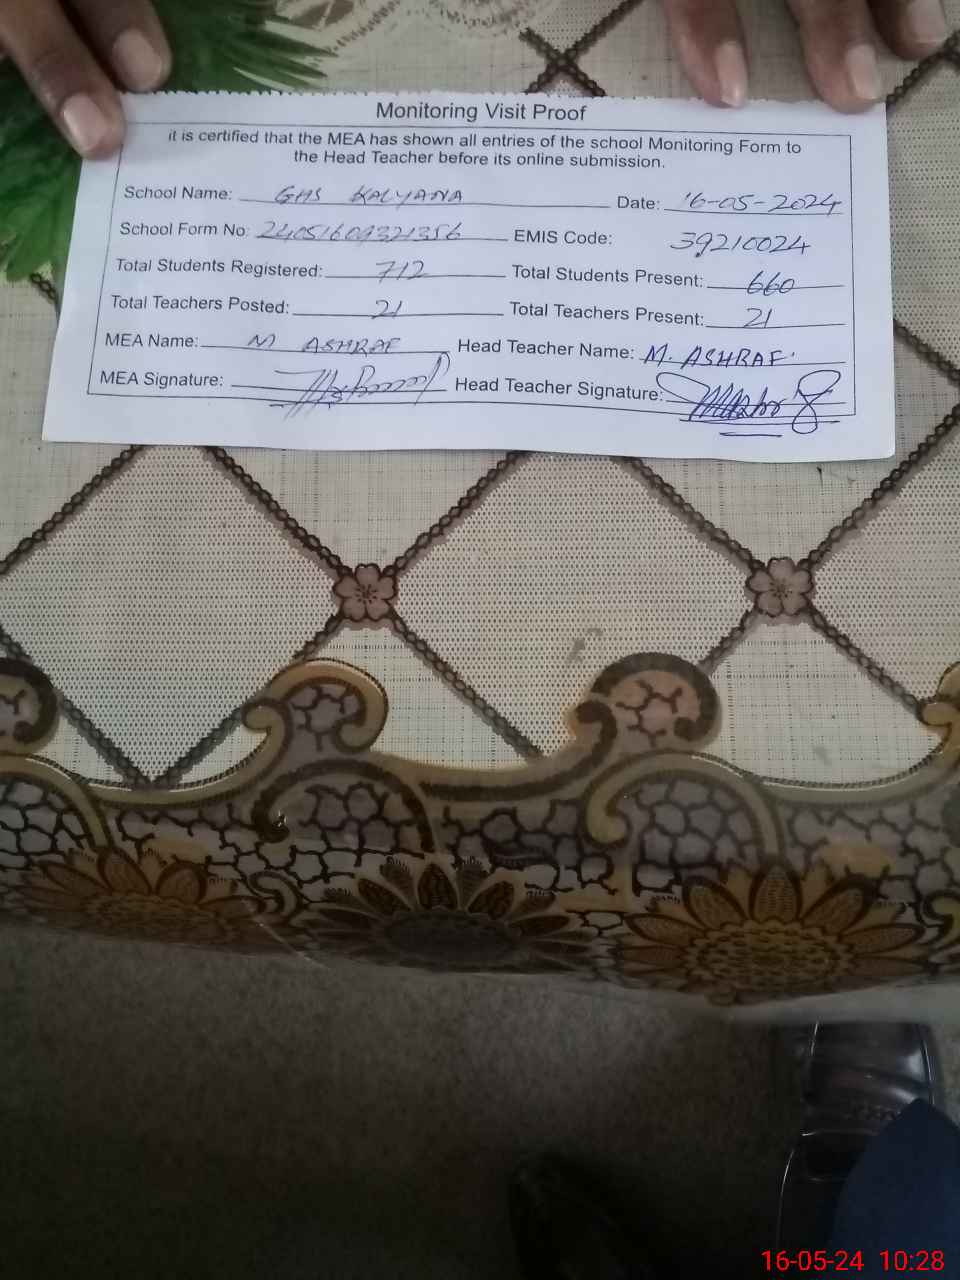 Monitoring Visit Proof
it is certified that the MEA has shown all entries of the school Monitoring Form to
the Head Teacher before its online submission.
School Name: GHS KALYANA Date: 16-05-2024
School Form No: 24051609321356 EMIS Code: 39210024
Total Students Registered: 712 Total Students Present: 660
Total Teachers Posted: 21 Total Teachers Present: 21
MEA Name: M ASHRAF Head Teacher Name: M. ASHRAF.
MEA Signature: Head Teacher Signature:
16-05-24 10:28